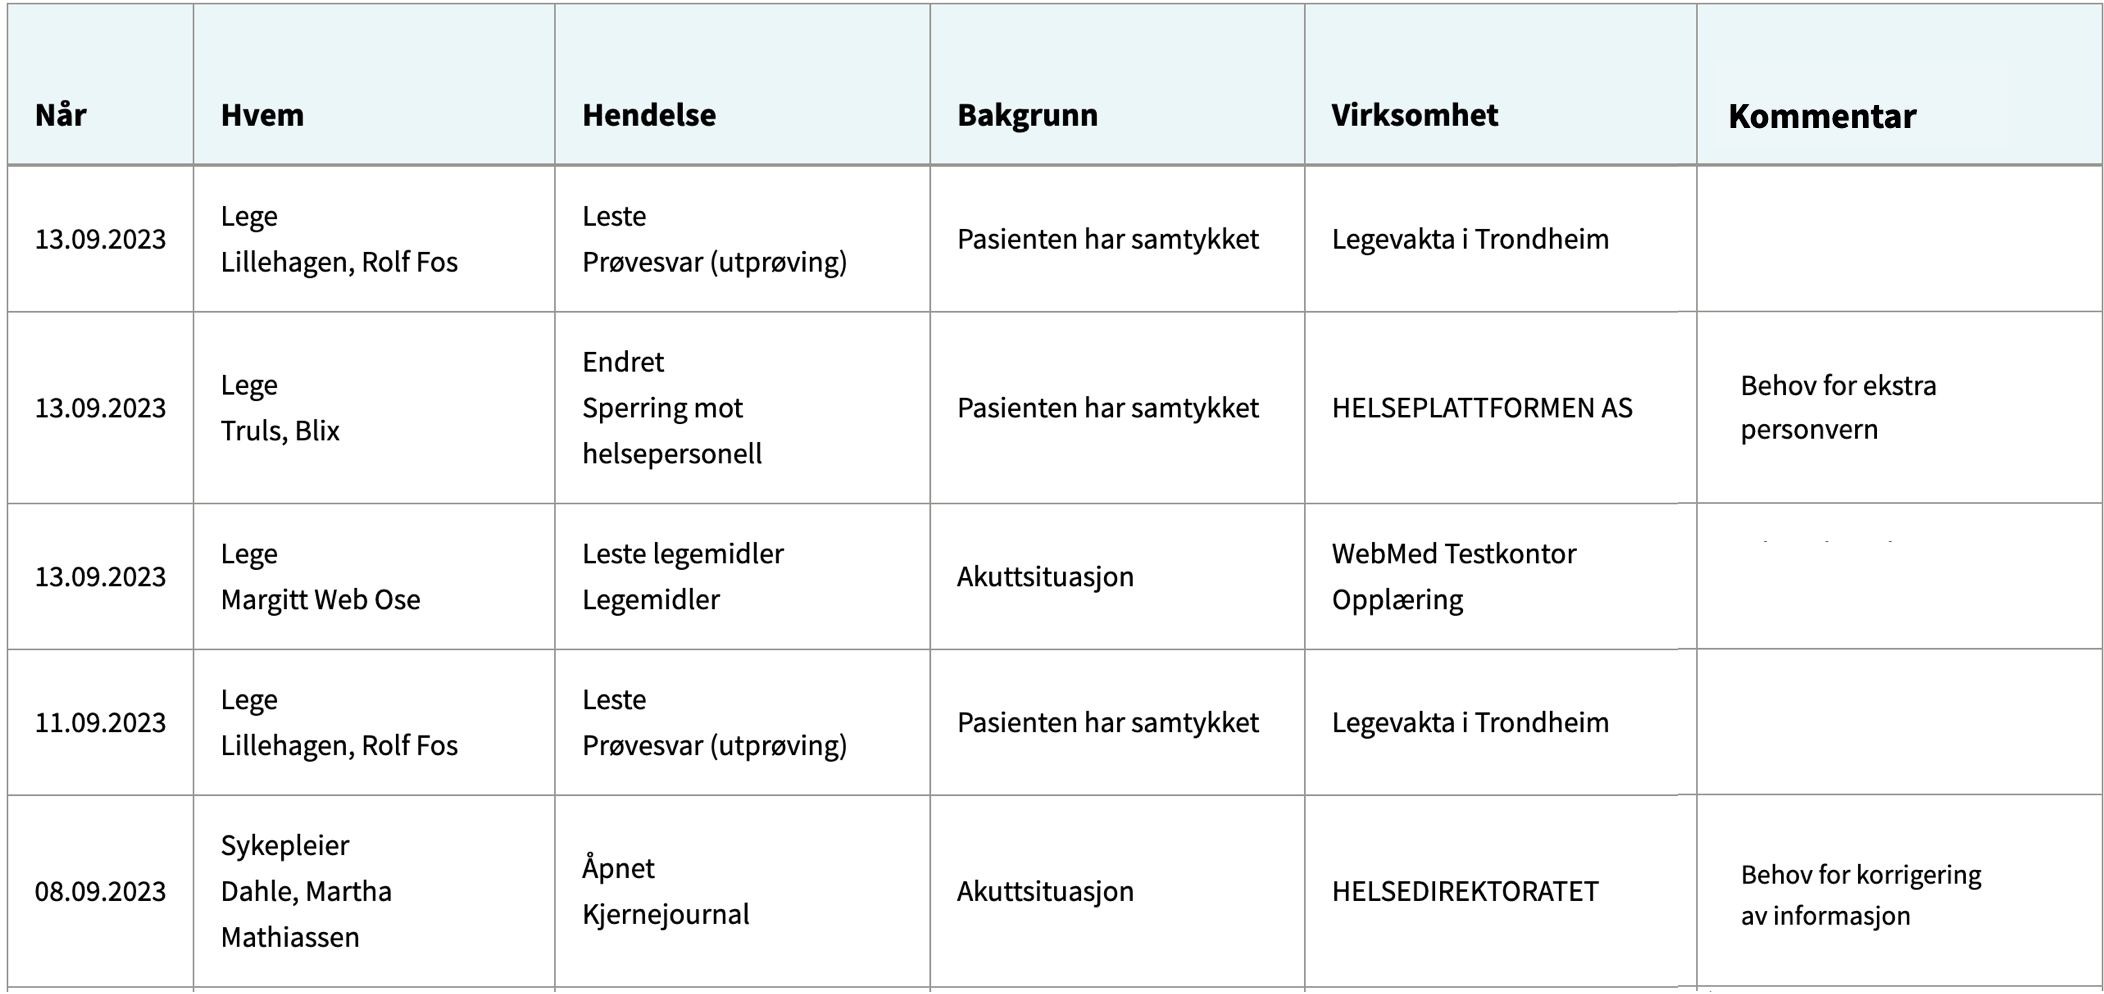 Når Hvem Hendelse Bakgrunn Virksomhet Kommentar
13.09.2023
Lege
Lillehagen, Rolf Fos
Leste
Prøvesvar (utprøving)
Pasienten har samtykket
Legevakta i Trondheim
13.09.2023
Lege
Truls, Blix
Endret
Sperring mot
helsepersonell
Pasienten har samtykket
HELSEPLATTFORMEN AS
Behov for ekstra
personvern
13.09.2023
Lege
Margitt Web Ose
Leste legemidler
Legemidler
Akuttsituasjon
WebMed Testkontor
Opplæring
11.09.2023
Lege
Lillehagen, Rolf Fos
Leste
Prøvesvar (utprøving)
Pasienten har samtykket
Legevakta i Trondheim
08.09.2023
Sykepleier
Dahle, Martha
Mathiassen
Åpnet
Kjernejournal
Akuttsituasjon
HELSEDIREKTORATET
Behov for korrigering
av informasjon